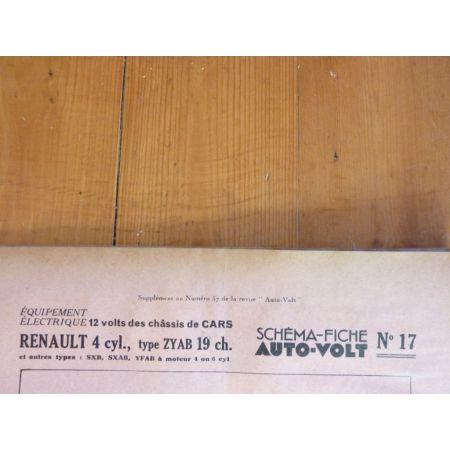 Supplément au Numéro 57 de la revue " Auto-Volt "
ÉQUIPEMENT
ÉLECTRIQUE 12 volts des châssis de CARS
RENAULT 4 cyl., type ZYAB 19 ch.
et autres types : SXB, SXAB, YFAB à moteur 4 ou 6 cyl.
SCHÉMA-FICHE
AUTO-VOLT N° 17